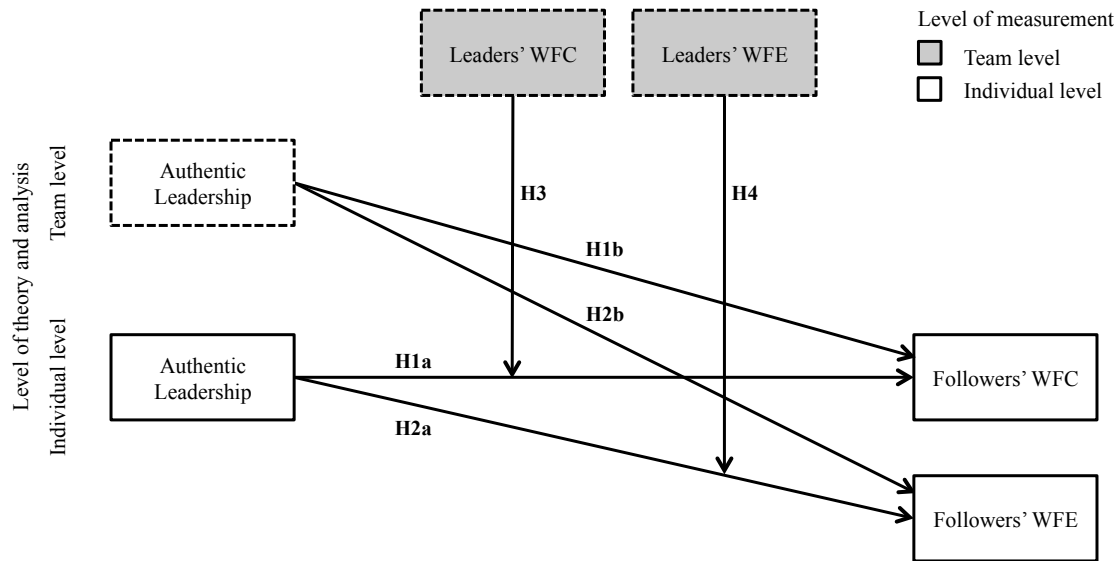 Level of measurement
Team level
Individual level
Leaders’ WFC
Leaders’ WFE
Level of theory and analysis
Team level
Individual level
Authentic
Leadership
H3
H4
H1b
H2b
Authentic
Leadership
H1a
H2a
Followers’ WFC
Followers’ WFE